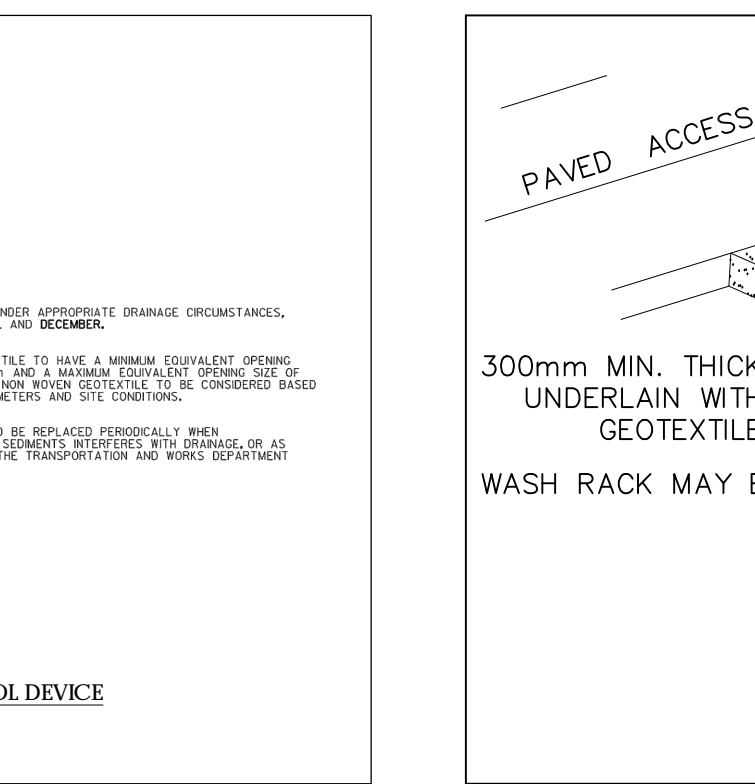 UNDER APPROPRIATE DRAINAGE CIRCUMSTANCES,
AND DECEMBER.
TILE TO HAVE A MINIMUM EQUIVALENT OPENING
AND A MAXIMUM EQUIVALENT OPENING SIZE OF
NON WOVEN GEOTEXTILE TO BE CONSIDERED BASED
METERS AND SITE CONDITIONS.
O BE REPLACED PERIODICALLY WHEN
SEDIMENTS INTERFERES WITH DRAINAGE, OR AS
THE TRANSPORTATION AND WORKS DEPARTMENT
OL DEVICE
PAVED ACCESS
300mm MIN. THICK
UNDERLAIN WITH
GEOTEXTILE
WASH RACK MAY